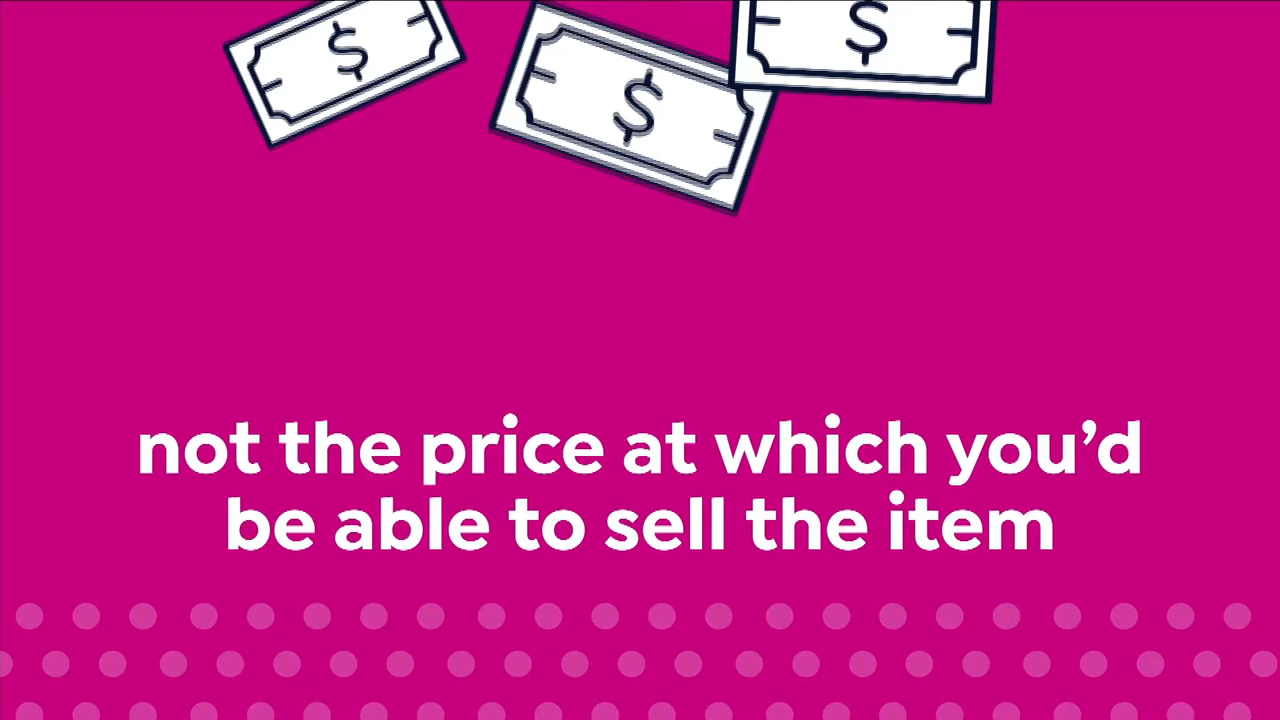 $
$
$
not the price at which you’d
be able to sell the item